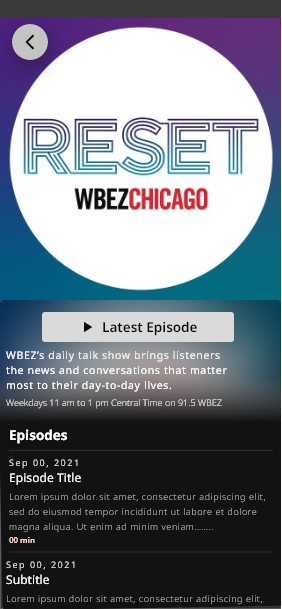 RESET
WBEZCHICAGO
Latest Episode
WBEZ's daily talk show brings listeners
the news and conversations that matter
most to their day-to-day lives.
Weekdays 11 am to 1 pm Central Time on 91.5 WBEZ
Episodes
Sep 00, 2021
Episode Title
Lorem ipsum dolor sit amet, consectetur adipiscing elit,
sed do eiusmod tempor incididunt ut labore et dolore
magna aliqua. Ut enim ad minim veniam........
00 min
Sep 00, 2021
Subtitle
Lorem ipsum dolor sit amet, consectetur adipiscing elit,